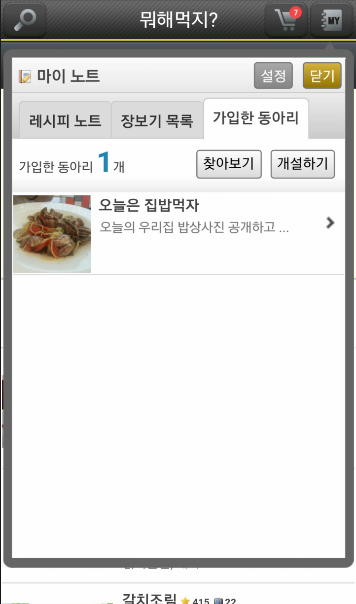 뭐해먹지?
7
MY
마이 노트
설정
닫기
레시피 노트
장보기 목록
가입한 동아리
가입한 동아리 1개
찾아보기
개설하기
오늘은 집밥먹자
오늘의 우리집 밥상사진 공개하고 ...
갈치조림 415 22